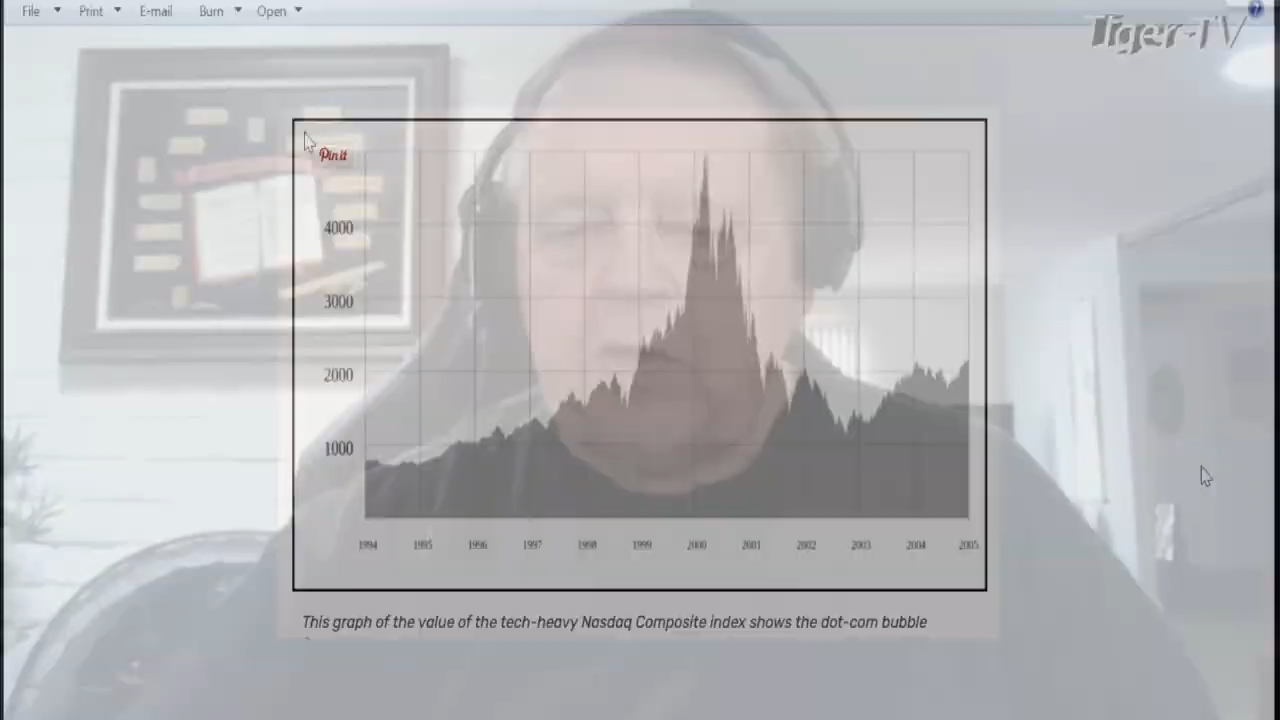 File Print E-mail Burn Open
Tiger-TV
Pin it
4000
3000
2000
1000
1994 1995 1996 1997 1998 1999 2000 2001 2002 2003 2004 2005
This graph of the value of the tech-heavy Nasdaq Composite index shows the dot-com bubble